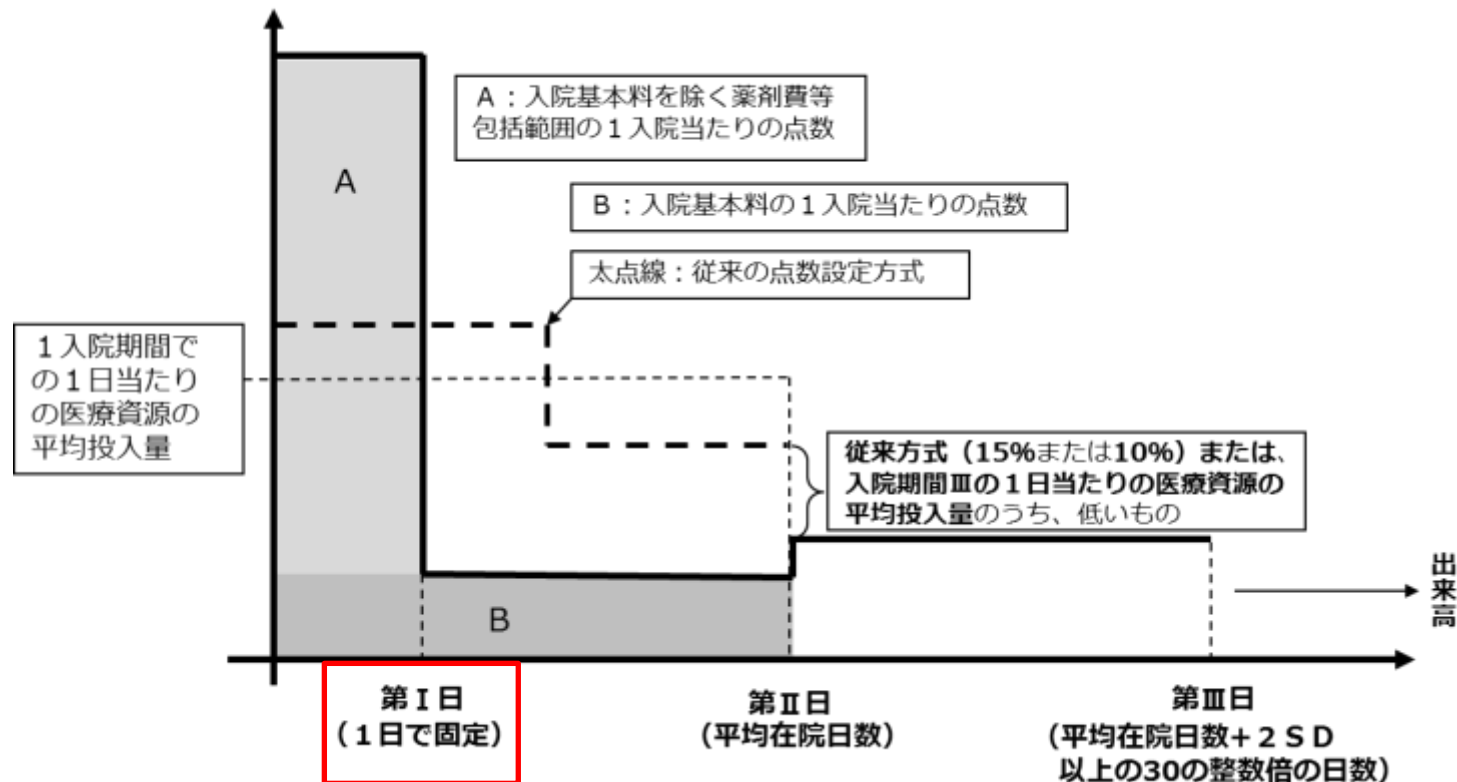 A：入院基本料を除く薬剤費等
包括範囲の１入院当たりの点数
A
B：入院基本料の１入院当たりの点数
太点線：従来の点数設定方式
１入院期間で
の１日当たり
の医療資源の
平均投入量
従来方式（15%または10%）または、
入院期間Ⅲの１日当たりの医療資源の
平均投入量のうち、低いもの
出来高
B
第Ⅰ日
（１日で固定）
第Ⅱ日
（平均在院日数）
第Ⅲ日
（平均在院日数＋２ＳＤ
以上の30の整数倍の日数）